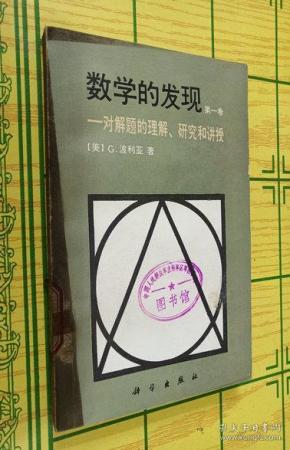 数学的发现 第一卷
—对解题的理解、研究和讲授
[美] G.波利亚 著
图书馆
科学出版社